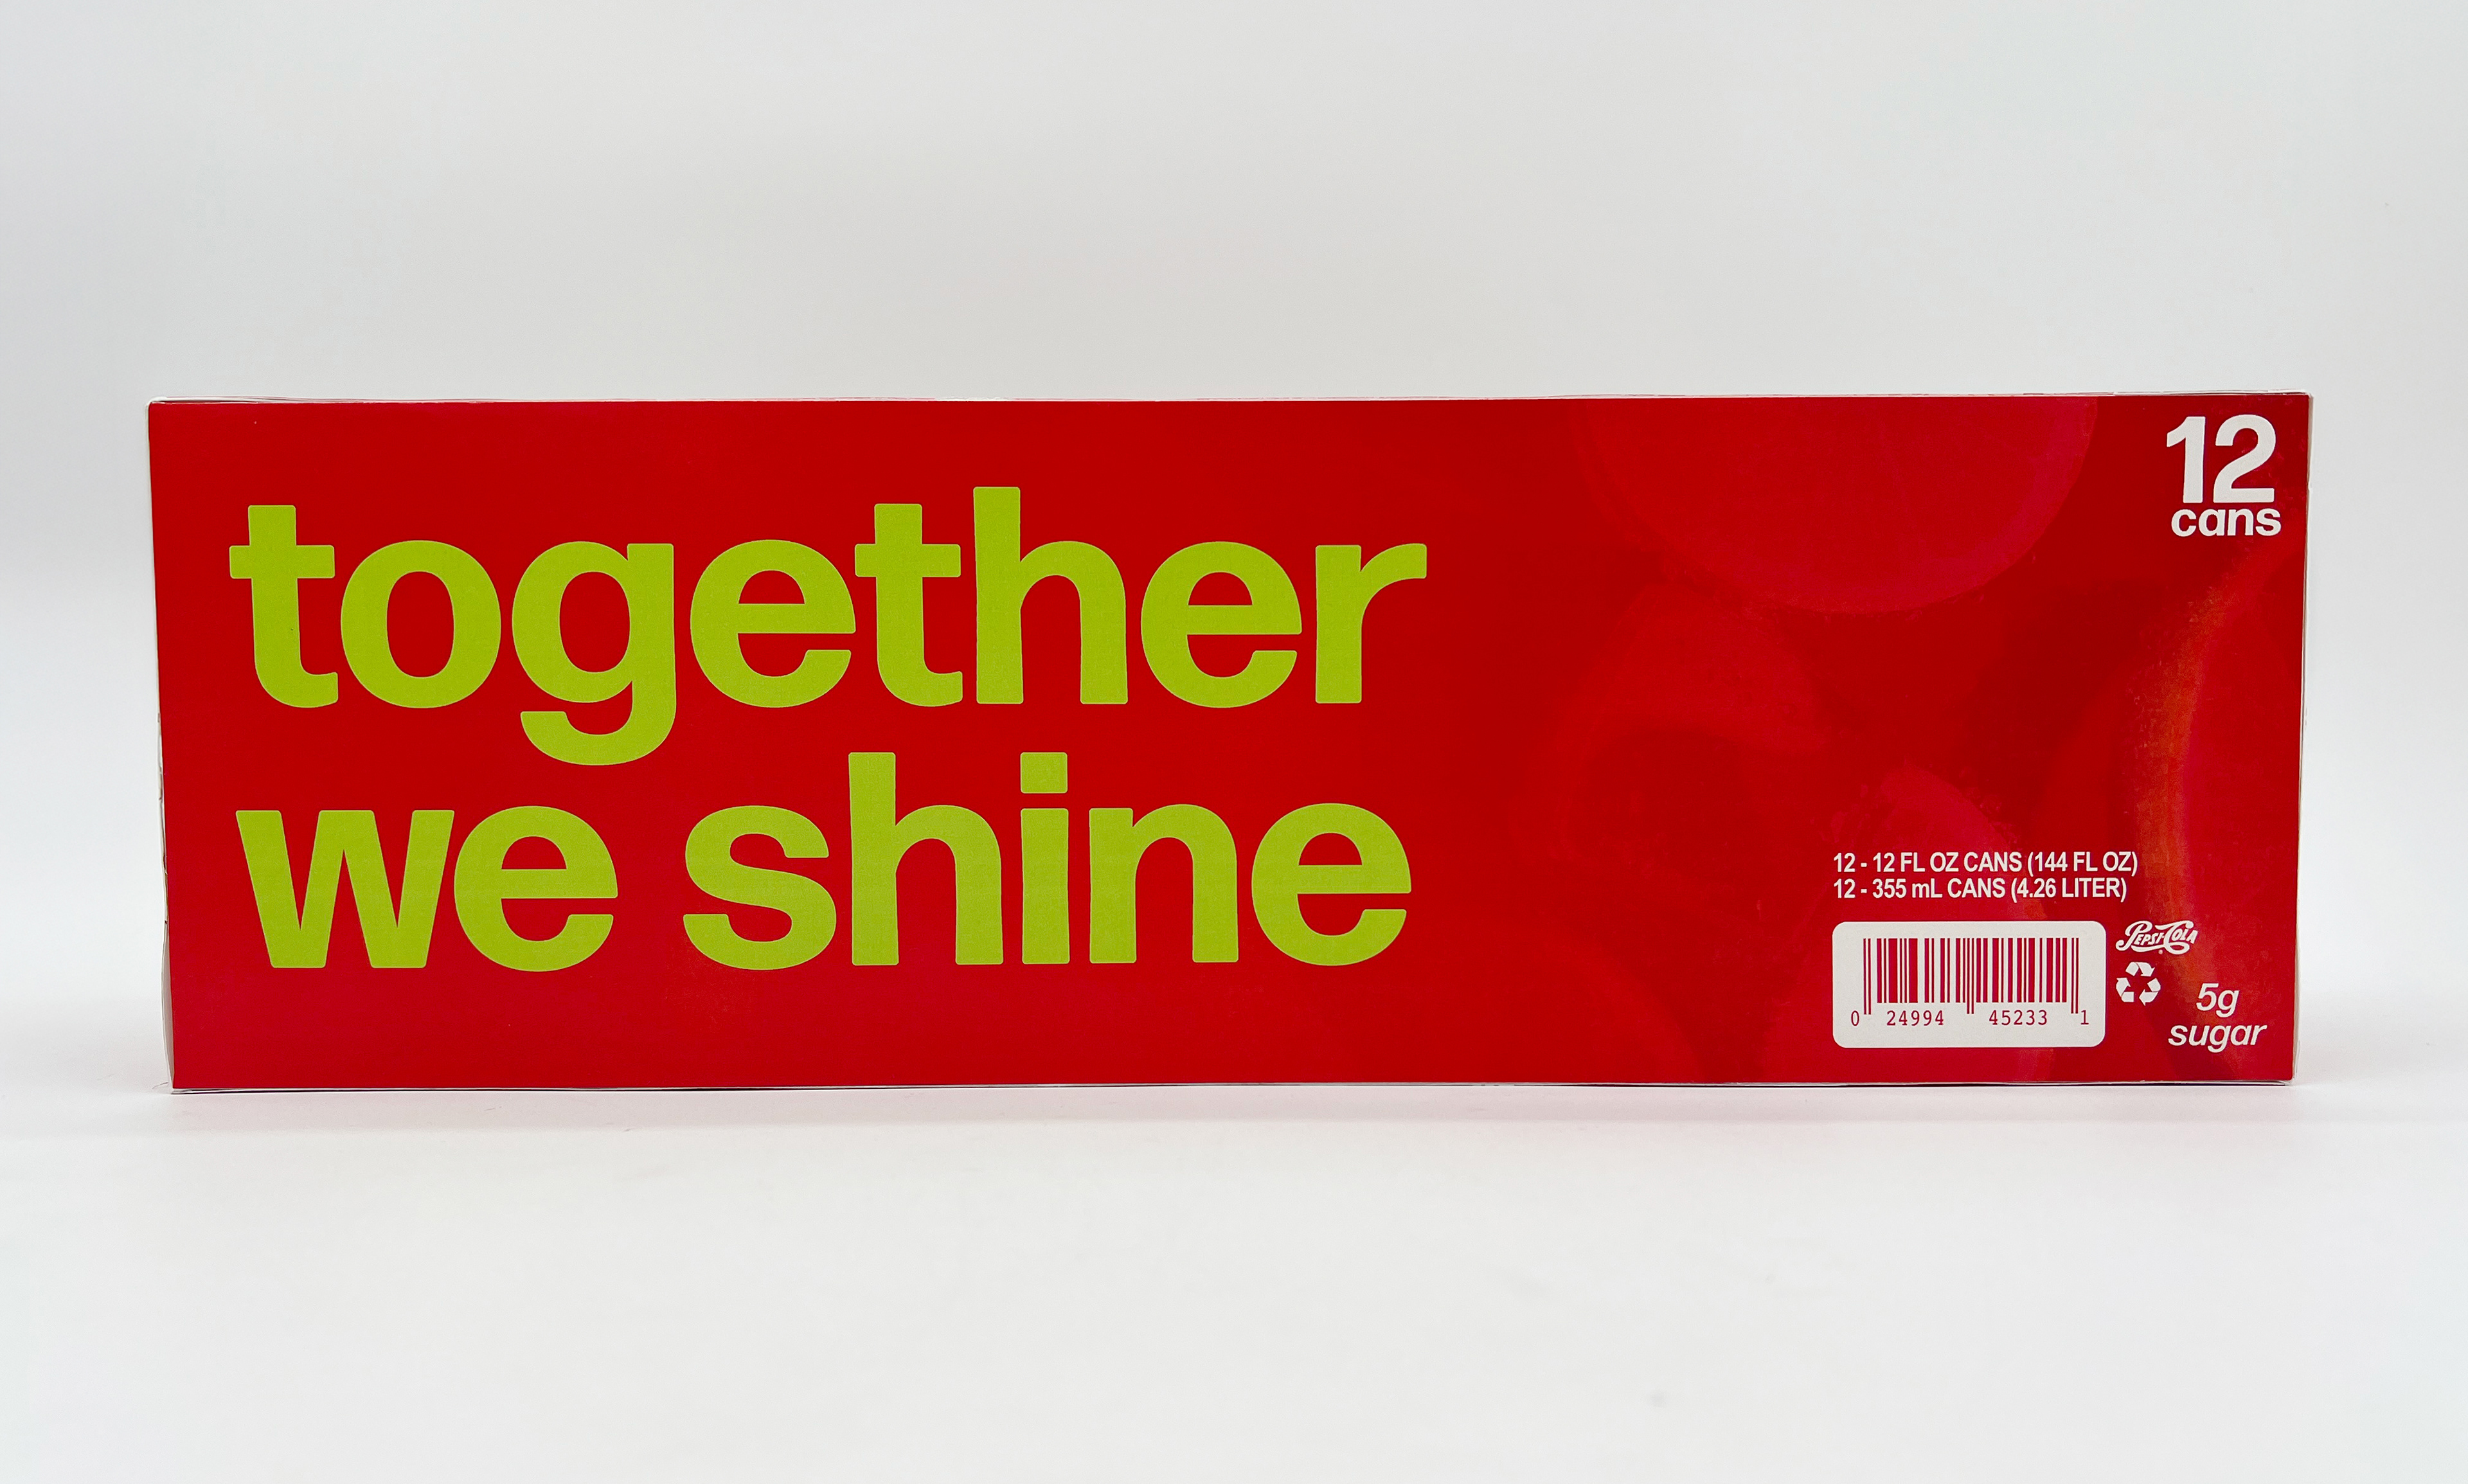 together
we shine
12
cans
12 - 12 FL OZ CANS (144 FL OZ)
12 - 355 mL CANS (4.26 LITER)
0 24994 45233 1
PEPSI-COLA
5g
sugar